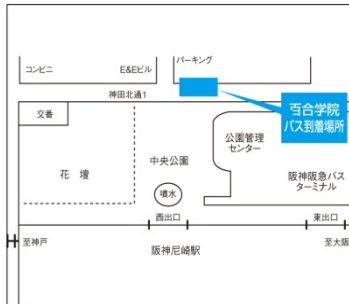 パーキング
コンビニ
E&Eビル
神田北通1
百合学院
バス到着場所
交番
公園管理
センター
中央公園
花 壇
阪神阪急バス
ターミナル
噴水
西出口
東出口
至神戸
阪神尼崎駅
至大阪